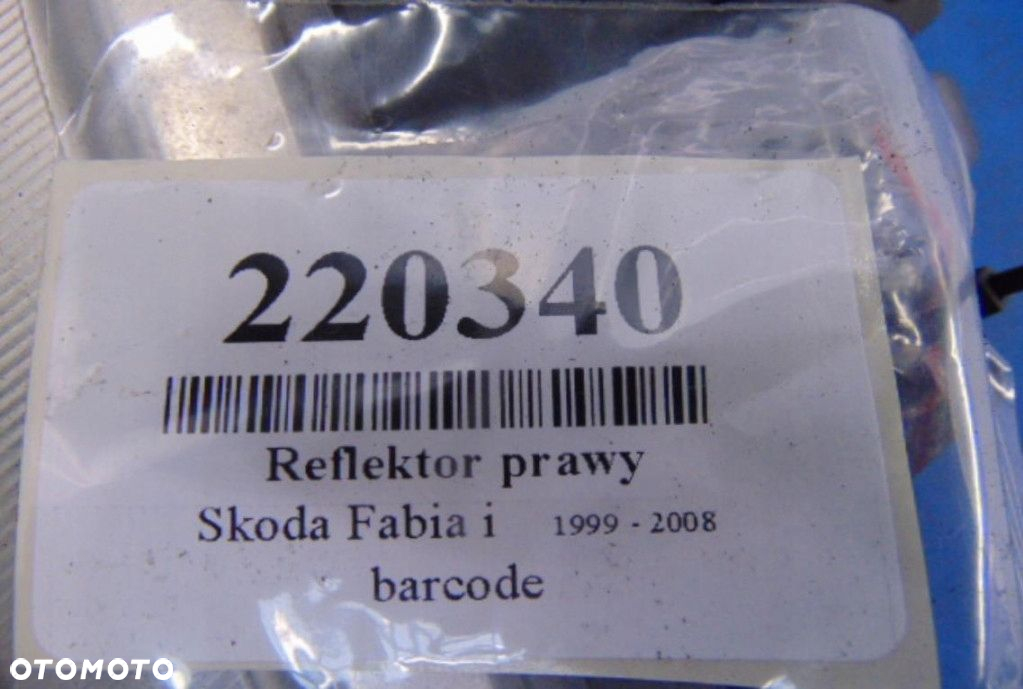 220340
Reflektor prawy
Skoda Fabia i 1999 - 2008
barcode
OTOMOTO